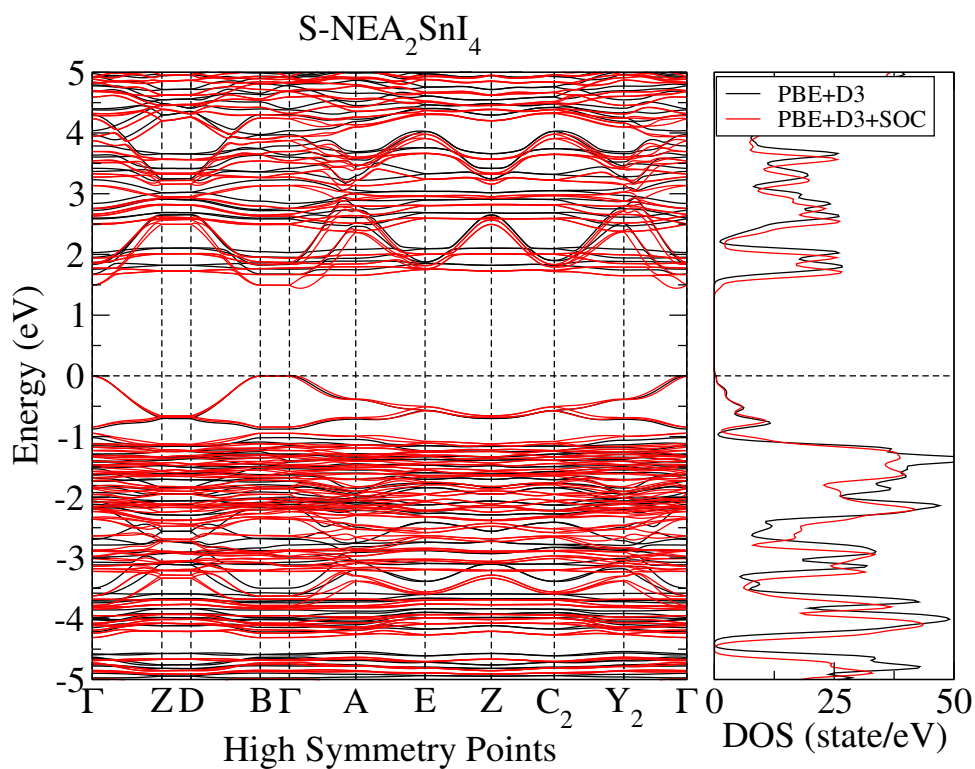 S-NEA₂SnI₄
Energy (eV)
5
4
3
2
1
0
-1
-2
-3
-4
-5
Γ Z D B Γ A E Z C₂ Y₂ Γ
High Symmetry Points
PBE+D3
PBE+D3+SOC
0 25 50
DOS (state/eV)